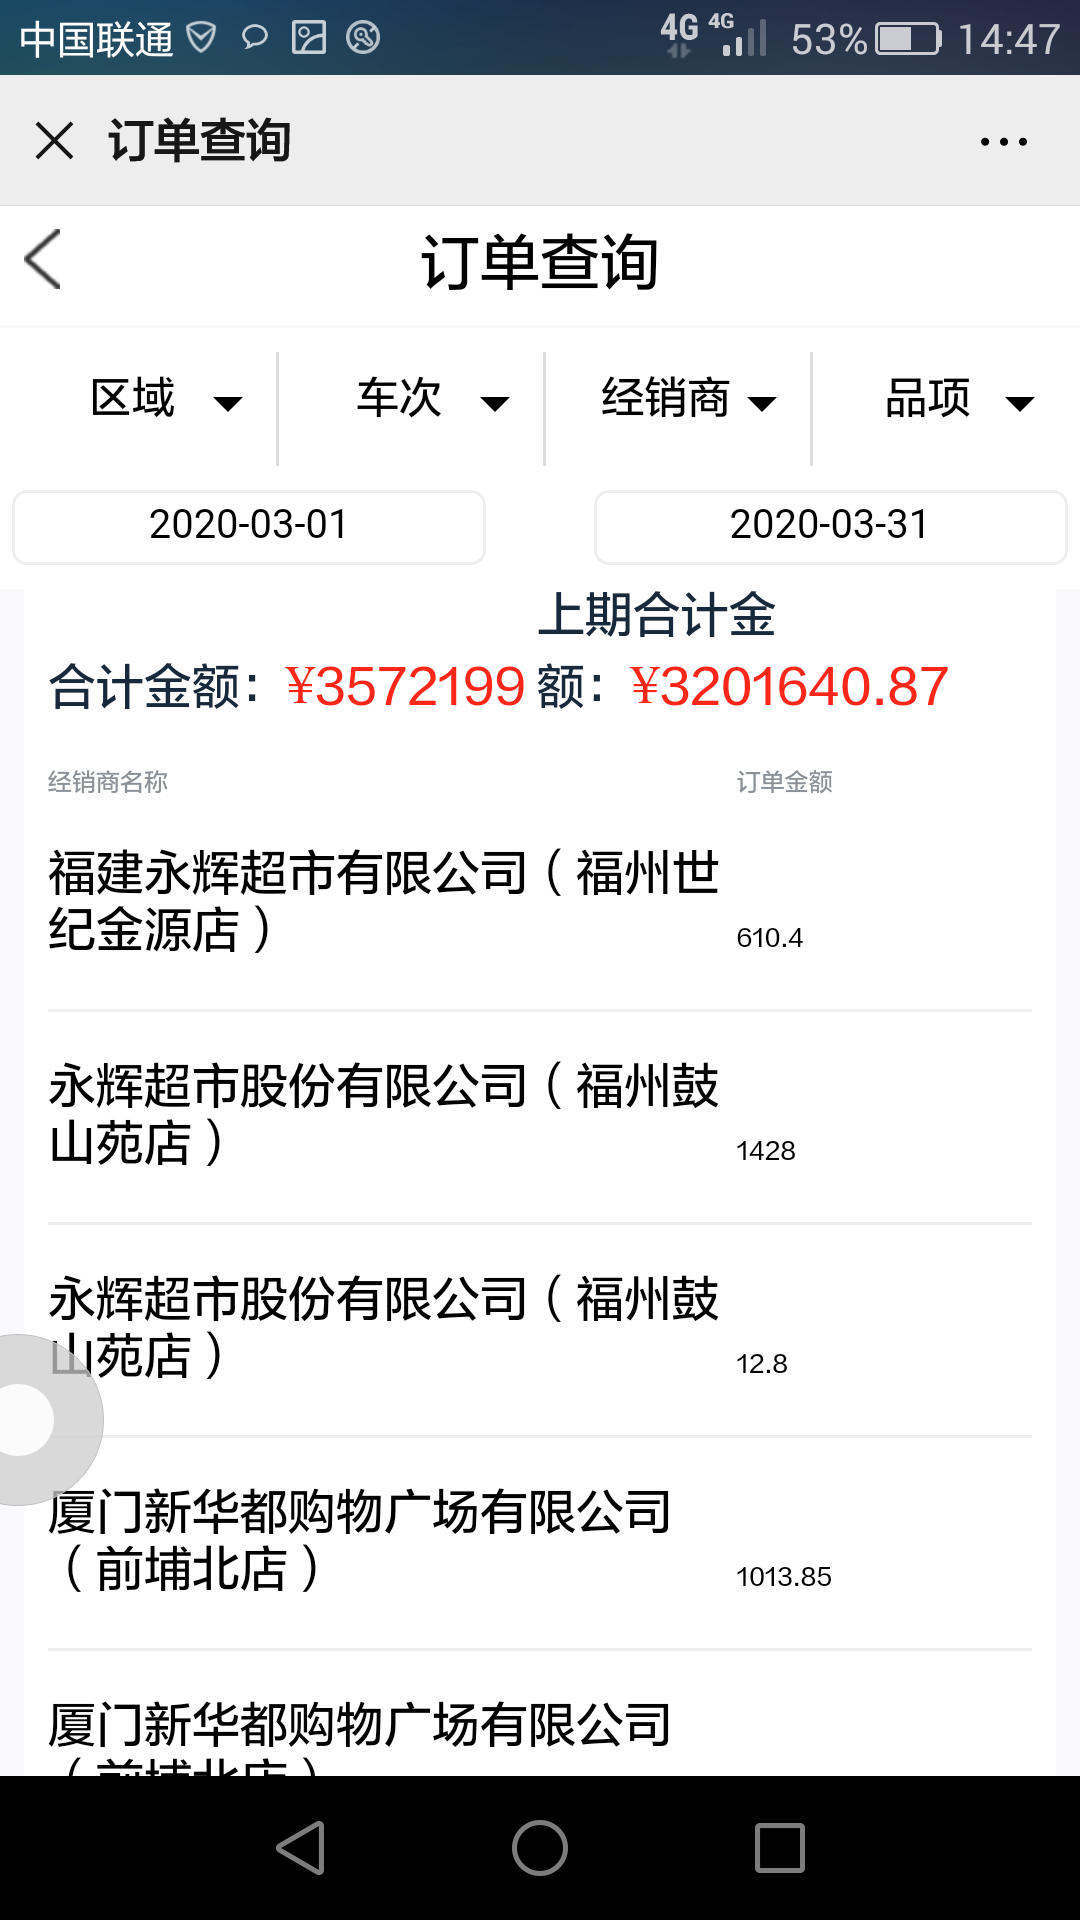 中国联通 4G 4G 53% 14:47
订单查询
订单查询
区域 车次 经销商 品项
2020-03-01 2020-03-31
合计金额：¥3572199 上期合计金
额：¥3201640.87
经销商名称 订单金额
福建永辉超市有限公司（福州世
纪金源店） 610.4
永辉超市股份有限公司（福州鼓
山苑店） 1428
永辉超市股份有限公司（福州鼓
山苑店） 12.8
厦门新华都购物广场有限公司
（前埔北店） 1013.85
厦门新华都购物广场有限公司
（前埔北店）